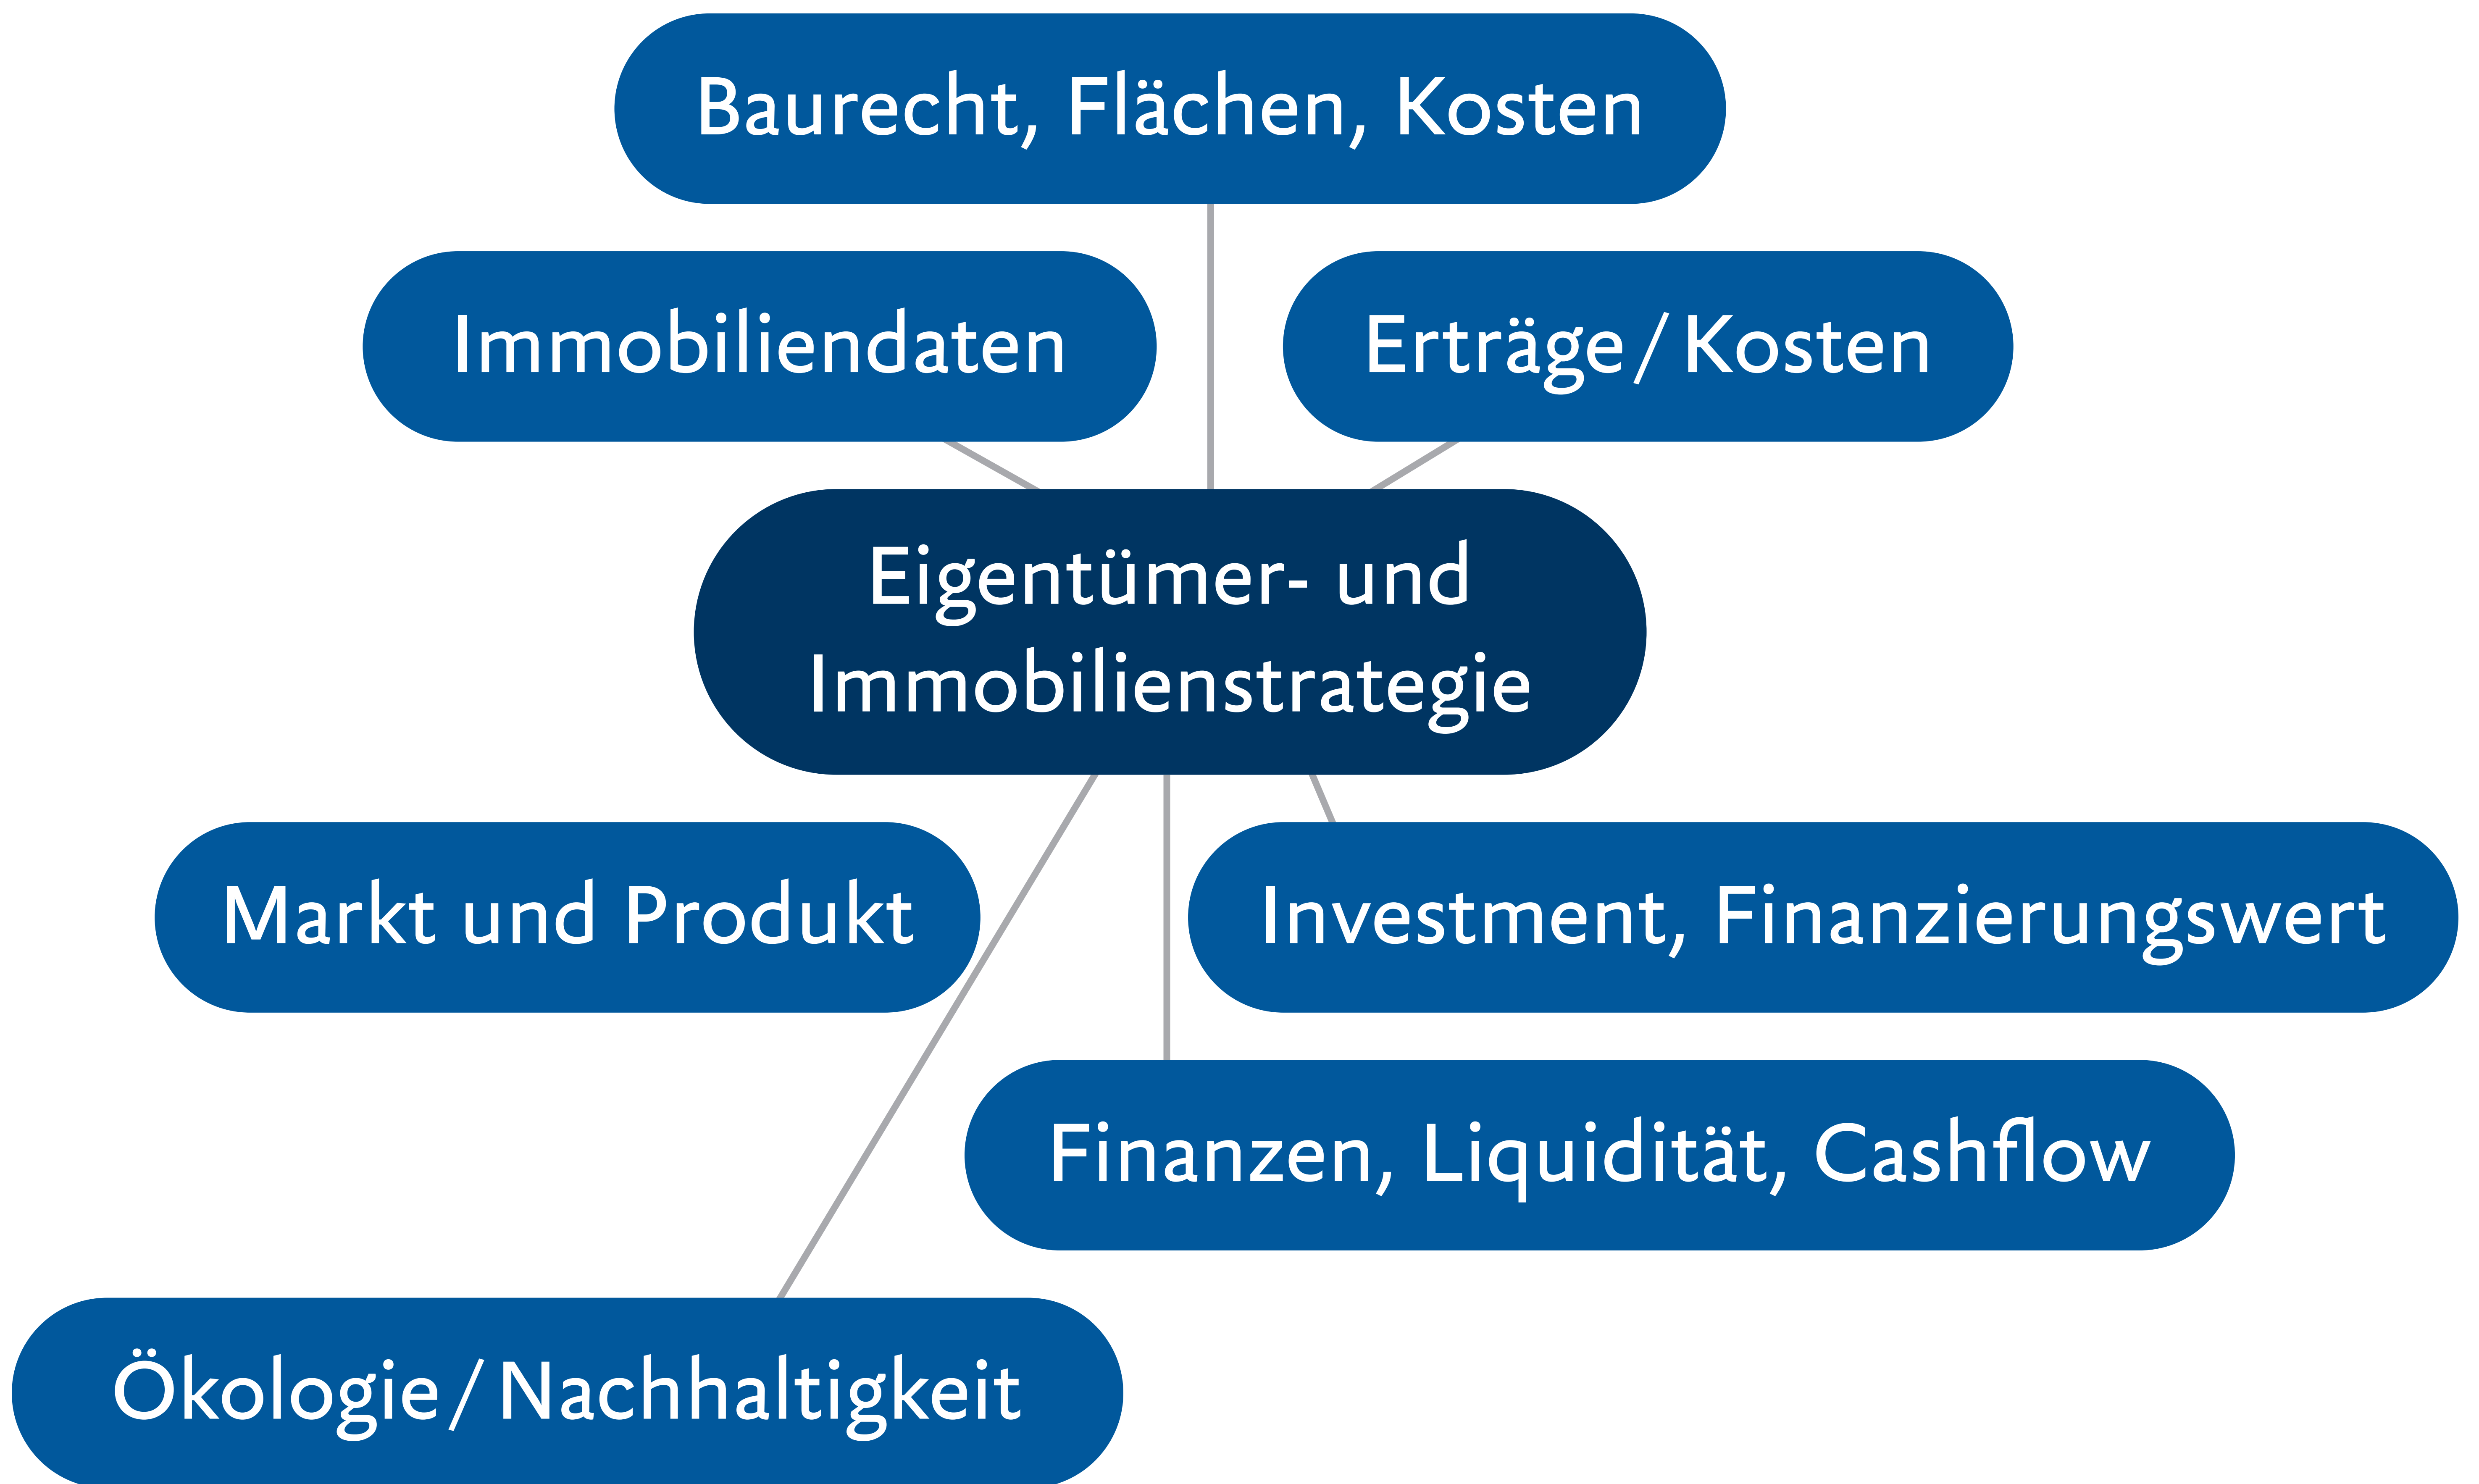 Baurecht, Flächen, Kosten
Immobiliendaten
Erträge/Kosten
Eigentümer- und
Immobilienstrategie
Markt und Produkt
Investment, Finanzierungswert
Finanzen, Liquidität, Cashflow
Ökologie/Nachhaltigkeit